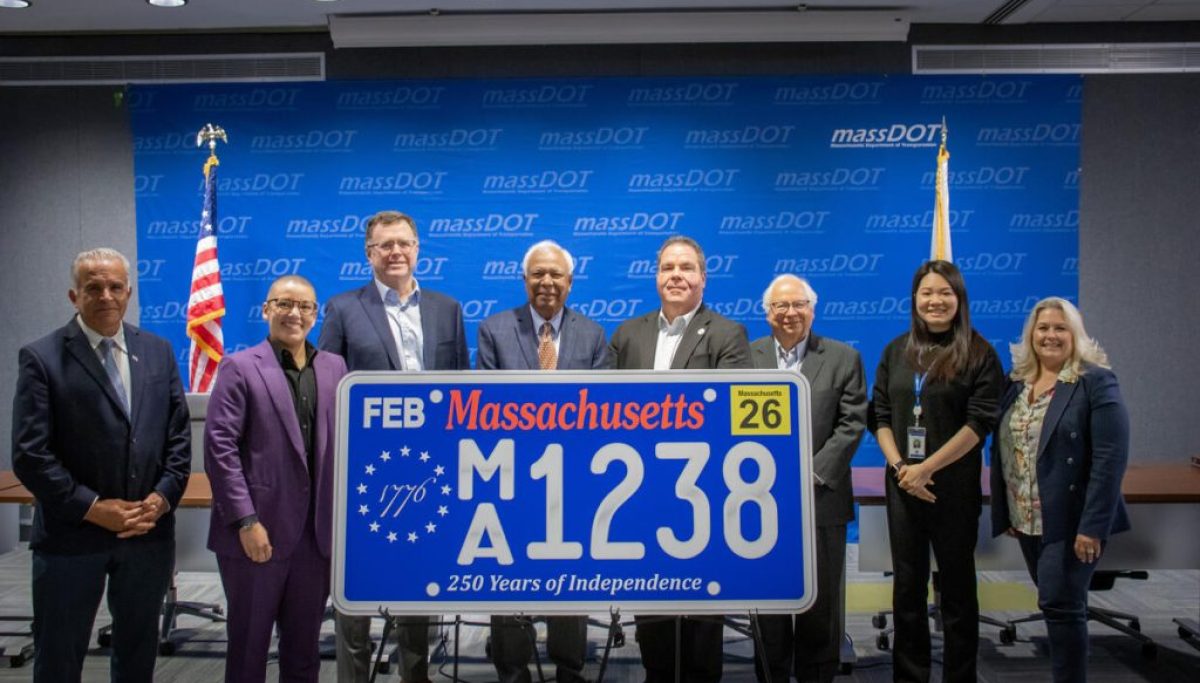 massDOT
Massachusetts Department of Transportation
FEB
Massachusetts
Massachusetts
26
1776
MA
1238
250 Years of Independence